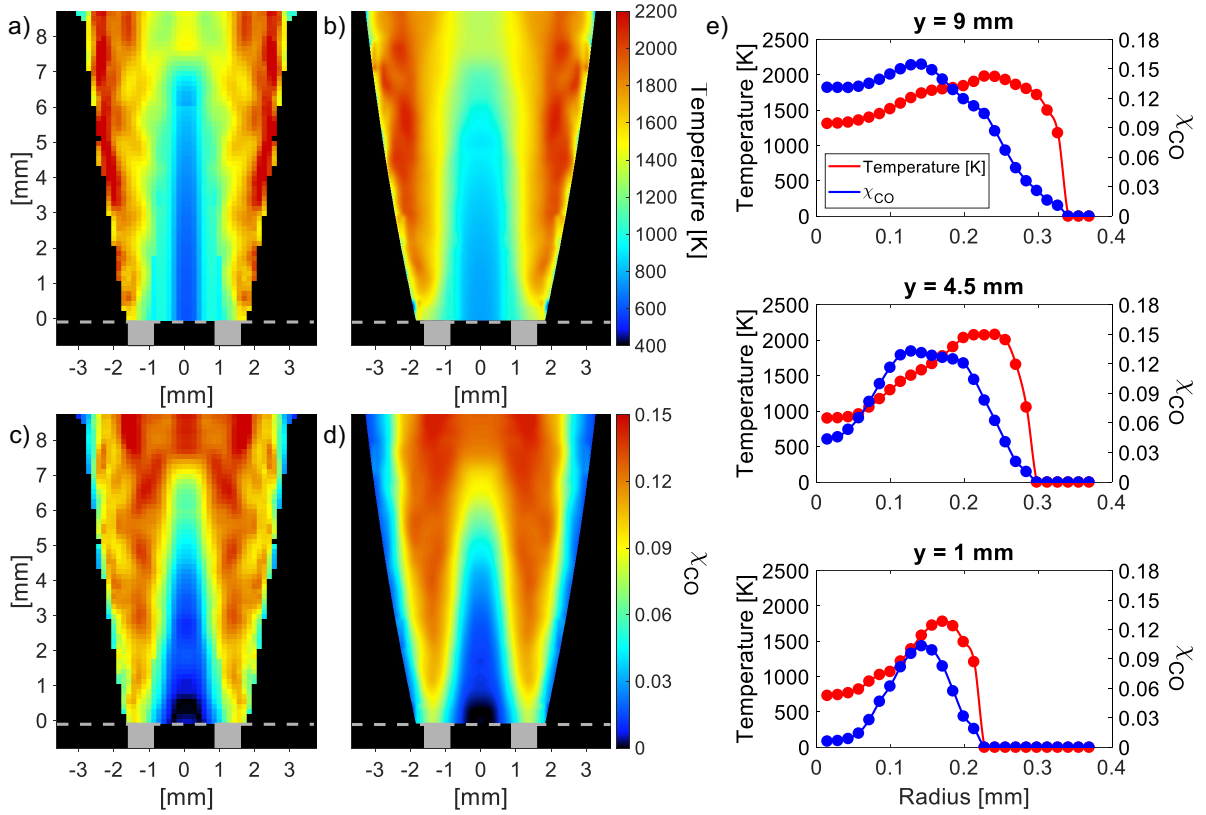 a)
8
7
6
5
4
3
2
1
0
[mm]
-3 -2 -1 0 1 2 3
[mm]
b)
-3 -2 -1 0 1 2 3
[mm]
2200
2000
1800
1600
1400
1200
1000
800
600
400
Temperature [K]
c)
8
7
6
5
4
3
2
1
0
[mm]
-3 -2 -1 0 1 2 3
[mm]
d)
-3 -2 -1 0 1 2 3
[mm]
0.15
0.12
0.09
0.06
0.03
0
χCO
e)
y = 9 mm
2500
2000
1500
1000
500
0
Temperature [K]
Temperature [K]
χCO
0.18
0.15
0.12
0.09
0.06
0.03
0
χCO
0 0.1 0.2 0.3 0.4
y = 4.5 mm
2500
2000
1500
1000
500
0
Temperature [K]
0.18
0.15
0.12
0.09
0.06
0.03
0
χCO
0 0.1 0.2 0.3 0.4
y = 1 mm
2500
2000
1500
1000
500
0
Temperature [K]
0.18
0.15
0.12
0.09
0.06
0.03
0
χCO
0 0.1 0.2 0.3 0.4
Radius [mm]